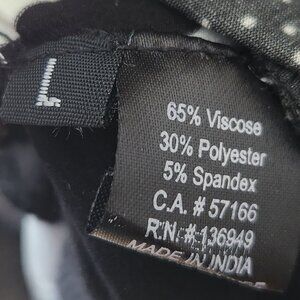 L
65% Viscose
30% Polyester
5% Spandex
C.A. # 57166
R.N. # 136949
MADE IN INDIA